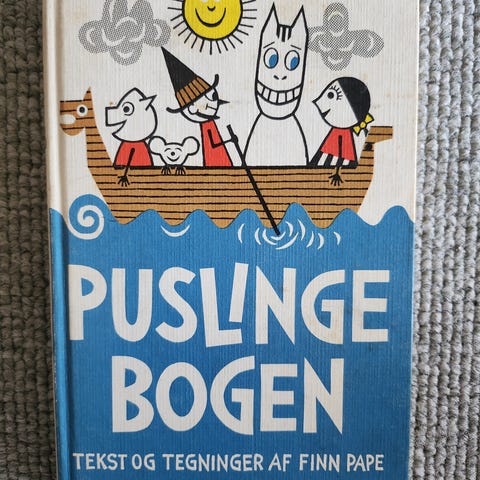 PUSLINGE
BOGEN
TEKST OG TEGNINGER AF FINN PAPE